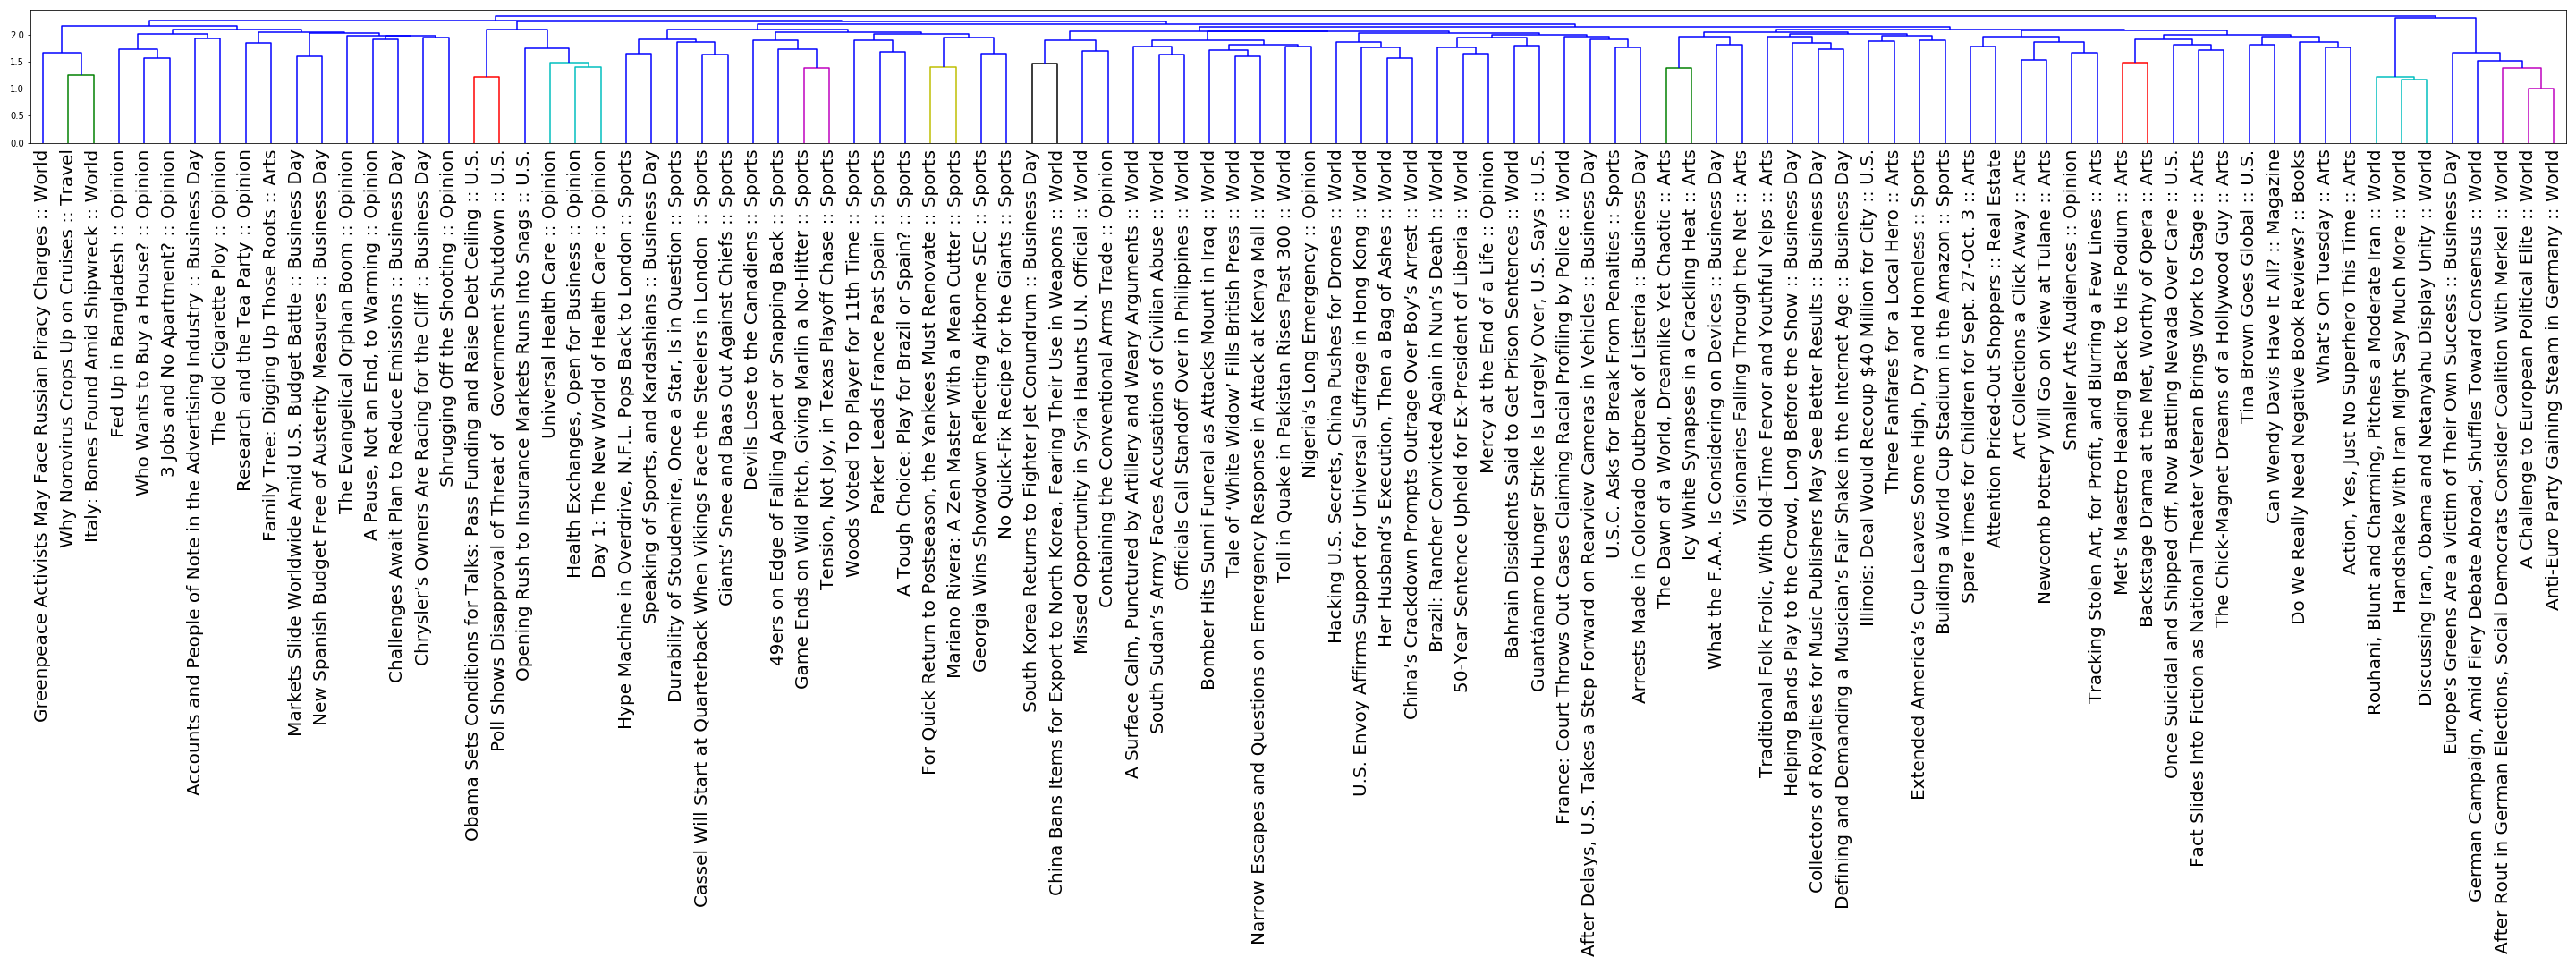 2.0
1.5
1.0
0.5
0.0
Greenpeace Activists May Face Russian Piracy Charges :: World
Why Norovirus Crops Up on Cruises :: Travel
Italy: Bones Found Amid Shipwreck :: World
Fed Up in Bangladesh :: Opinion
Who Wants to Buy a House? :: Opinion
3 Jobs and No Apartment? :: Opinion
Accounts and People of Note in the Advertising Industry :: Business Day
The Old Cigarette Ploy :: Opinion
Research and the Tea Party :: Opinion
Family Tree: Digging Up Those Roots :: Arts
Markets Slide Worldwide Amid U.S. Budget Battle :: Business Day
New Spanish Budget Free of Austerity Measures :: Business Day
The Evangelical Orphan Boom :: Opinion
A Pause, Not an End, to Warming :: Opinion
Challenges Await Plan to Reduce Emissions :: Business Day
Chrysler’s Owners Are Racing for the Cliff :: Business Day
Shrugging Off the Shooting :: Opinion
Obama Sets Conditions for Talks: Pass Funding and Raise Debt Ceiling :: U.S.
Poll Shows Disapproval of Threat of  Government Shutdown :: U.S.
Opening Rush to Insurance Markets Runs Into Snags :: U.S.
Universal Health Care :: Opinion
Health Exchanges, Open for Business :: Opinion
Day 1: The New World of Health Care :: Opinion
Hype Machine in Overdrive, N.F.L. Pops Back to London :: Sports
Speaking of Sports, and Kardashians :: Business Day
Durability of Stoudemire, Once a Star, Is in Question :: Sports
Cassel Will Start at Quarterback When Vikings Face the Steelers in London  :: Sports
Giants’ Snee and Baas Out Against Chiefs :: Sports
Devils Lose to the Canadiens :: Sports
49ers on Edge of Falling Apart or Snapping Back :: Sports
Game Ends on Wild Pitch, Giving Marlin a No-Hitter :: Sports
Tension, Not Joy, in Texas Playoff Chase :: Sports
Woods Voted Top Player for 11th Time :: Sports
Parker Leads France Past Spain :: Sports
A Tough Choice: Play for Brazil or Spain? :: Sports
For Quick Return to Postseason, the Yankees Must Renovate :: Sports
Mariano Rivera: A Zen Master With a Mean Cutter :: Sports
Georgia Wins Showdown Reflecting Airborne SEC :: Sports
No Quick-Fix Recipe for the Giants :: Sports
South Korea Returns to Fighter Jet Conundrum :: Business Day
China Bans Items for Export to North Korea, Fearing Their Use in Weapons :: World
Missed Opportunity in Syria Haunts U.N. Official :: World
Containing the Conventional Arms Trade :: Opinion
A Surface Calm, Punctured by Artillery and Weary Arguments :: World
South Sudan’s Army Faces Accusations of Civilian Abuse :: World
Officials Call Standoff Over in Philippines :: World
Bomber Hits Sunni Funeral as Attacks Mount in Iraq :: World
Tale of ‘White Widow’ Fills British Press :: World
Narrow Escapes and Questions on Emergency Response in Attack at Kenya Mall :: World
Toll in Quake in Pakistan Rises Past 300 :: World
Nigeria’s Long Emergency :: Opinion
Hacking U.S. Secrets, China Pushes for Drones :: World
U.S. Envoy Affirms Support for Universal Suffrage in Hong Kong :: World
Her Husband’s Execution, Then a Bag of Ashes :: World
China’s Crackdown Prompts Outrage Over Boy’s Arrest :: World
Brazil: Rancher Convicted Again in Nun’s Death :: World
50-Year Sentence Upheld for Ex-President of Liberia :: World
Mercy at the End of a Life :: Opinion
Bahrain Dissidents Said to Get Prison Sentences :: World
Guantánamo Hunger Strike Is Largely Over, U.S. Says :: U.S.
France: Court Throws Out Cases Claiming Racial Profiling by Police :: World
After Delays, U.S. Takes a Step Forward on Rearview Cameras in Vehicles :: Business Day
U.S.C. Asks for Break From Penalties :: Sports
Arrests Made in Colorado Outbreak of Listeria :: Business Day
The Dawn of a World, Dreamlike Yet Chaotic :: Arts
Icy White Synapses in a Crackling Heat :: Arts
What the F.A.A. Is Considering on Devices :: Business Day
Visionaries Falling Through the Net :: Arts
Traditional Folk Frolic, With Old-Time Fervor and Youthful Yelps :: Arts
Helping Bands Play to the Crowd, Long Before the Show :: Business Day
Collectors of Royalties for Music Publishers May See Better Results :: Business Day
Defining and Demanding a Musician’s Fair Shake in the Internet Age :: Business Day
Illinois: Deal Would Recoup $40 Million for City :: U.S.
Three Fanfares for a Local Hero :: Arts
Extended America’s Cup Leaves Some High, Dry and Homeless :: Sports
Building a World Cup Stadium in the Amazon :: Sports
Spare Times for Children for Sept. 27-Oct. 3 :: Arts
Attention Priced-Out Shoppers :: Real Estate
Art Collections a Click Away :: Arts
Newcomb Pottery Will Go on View at Tulane :: Arts
Smaller Arts Audiences :: Opinion
Tracking Stolen Art, for Profit, and Blurring a Few Lines :: Arts
Met’s Maestro Heading Back to His Podium :: Arts
Backstage Drama at the Met, Worthy of Opera :: Arts
Once Suicidal and Shipped Off, Now Battling Nevada Over Care :: U.S.
Fact Slides Into Fiction as National Theater Veteran Brings Work to Stage :: Arts
The Chick-Magnet Dreams of a Hollywood Guy :: Arts
Tina Brown Goes Global :: U.S.
Can Wendy Davis Have It All? :: Magazine
Do We Really Need Negative Book Reviews? :: Books
What’s On Tuesday :: Arts
Action, Yes, Just No Superhero This Time :: Arts
Rouhani, Blunt and Charming, Pitches a Moderate Iran :: World
Handshake With Iran Might Say Much More :: World
Discussing Iran, Obama and Netanyahu Display Unity :: World
Europe's Greens Are a Victim of Their Own Success :: Business Day
German Campaign, Amid Fiery Debate Abroad, Shuffles Toward Consensus :: World
After Rout in German Elections, Social Democrats Consider Coalition With Merkel :: World
A Challenge to European Political Elite :: World
Anti-Euro Party Gaining Steam in Germany :: World